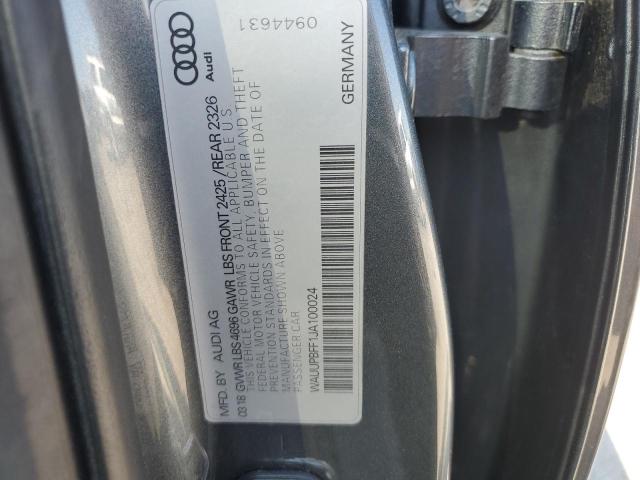 MFD. BY AUDI AG
03.18 GVWR LBS 4696 GAWR LBS FRONT 2425 / REAR 2326
THIS VEHICLE CONFORMS TO ALL APPLICABLE U S
FEDERAL MOTOR VEHICLE SAFETY, BUMPER AND THEFT
PREVENTION STANDARDS IN EFFECT ON THE DATE OF
MANUFACTURE SHOWN ABOVE
PASSENGER CAR
WAUUPBFF1JA100024
GERMANY
Audi
0944631